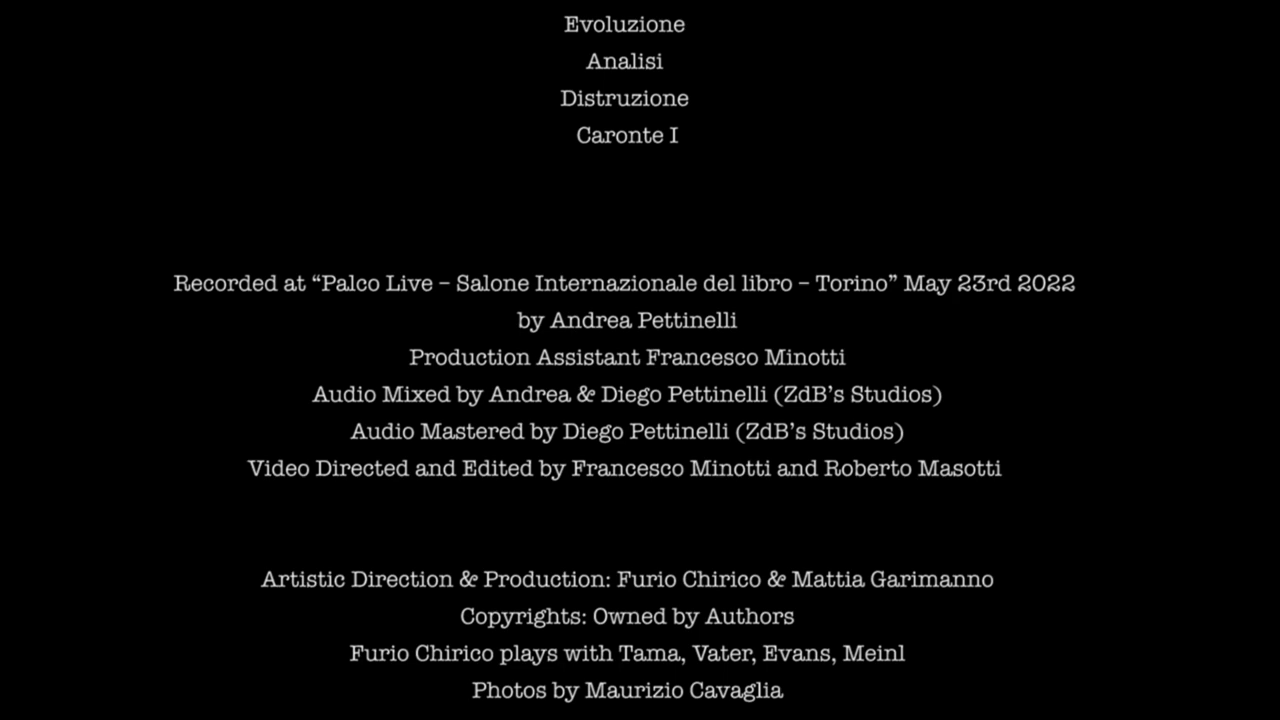 Evoluzione
Analisi
Distruzione
Caronte I
Recorded at “Palco Live – Salone Internazionale del libro – Torino” May 23rd 2022
by Andrea Pettinelli
Production Assistant Francesco Minotti
Audio Mixed by Andrea & Diego Pettinelli (ZdB’s Studios)
Audio Mastered by Diego Pettinelli (ZdB’s Studios)
Video Directed and Edited by Francesco Minotti and Roberto Masotti
Artistic Direction & Production: Furio Chirico & Mattia Garimanno
Copyrights: Owned by Authors
Furio Chirico plays with Tama, Vater, Evans, Meinl
Photos by Maurizio Cavaglia